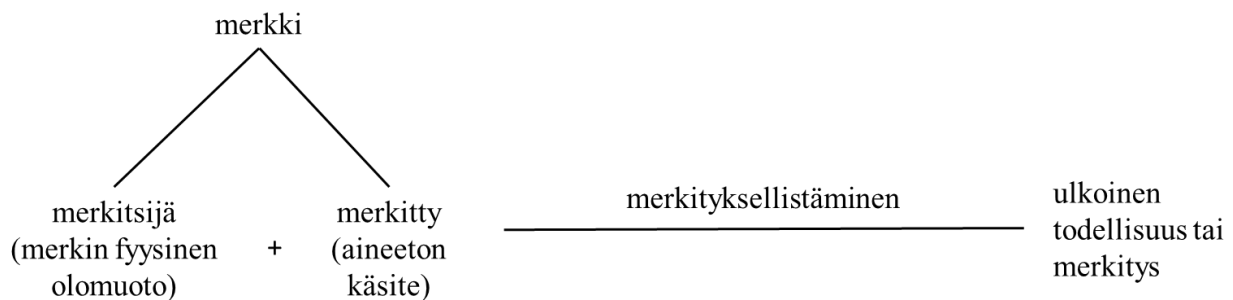 merkki
merkitsijä
(merkin fyysinen
olomuoto)
+
merkitty
(aineeton
käsite)
merkityksellistäminen
ulkoinen
todellisuus tai
merkitys